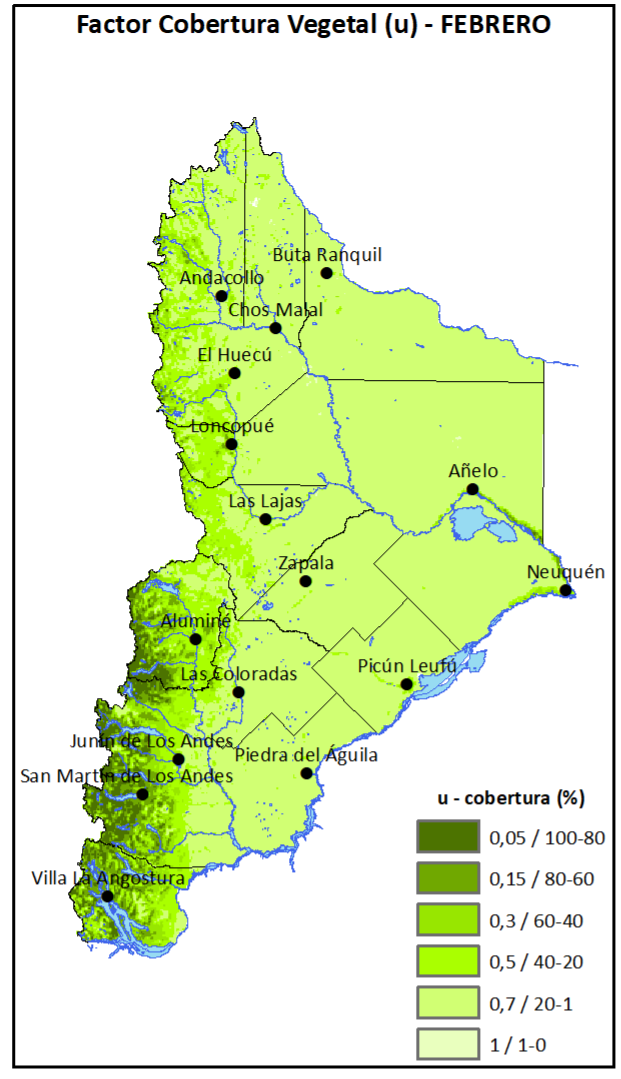 Factor Cobertura Vegetal (u) - FEBRERO
Buta Ranquil
Andacollo
Chos Malal
El Huecú
Loncopué
Añelo
Las Lajas
Zapala
Neuquén
Aluminé
Picún Leufú
Las Coloradas
Junín de Los Andes
Piedra del Águila
San Martín de Los Andes
u - cobertura (%)
0,05 / 100-80
0,15 / 80-60
Villa La Angostura
0,3 / 60-40
0,5 / 40-20
0,7 / 20-1
1 / 1-0